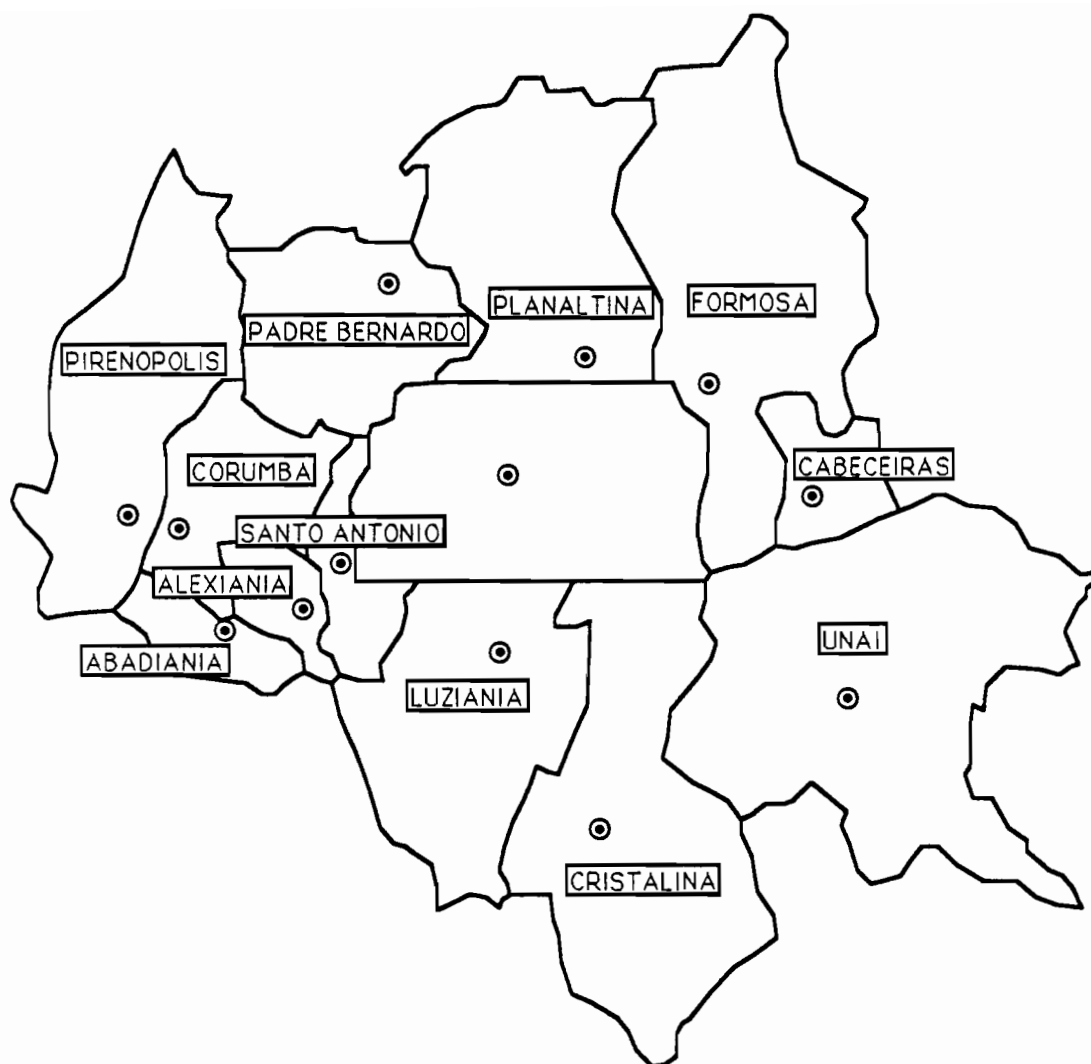 PLANALTINA
FORMOSA
PADRE BERNARDO
PIRENOPOLIS
CORUMBA
CABECEIRAS
SANTO ANTONIO
ALEXIANIA
UNAI
ABADIANIA
LUZIANIA
CRISTALINA